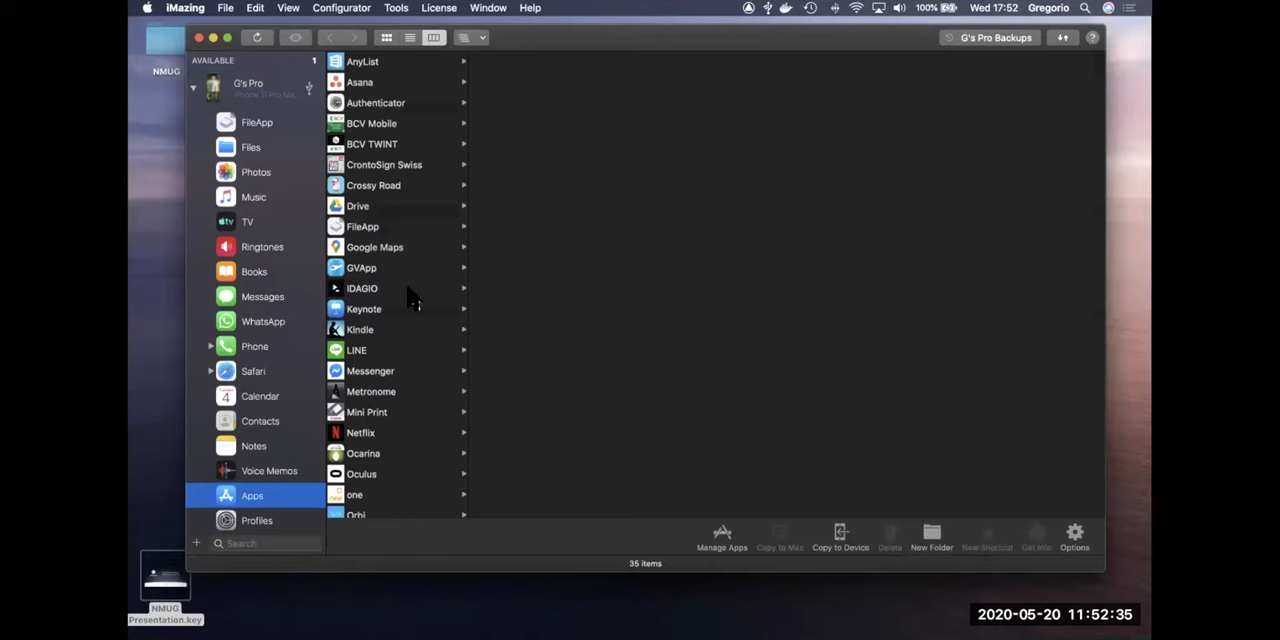 iMazing File Edit View Configurator Tools License Window Help 100% Wed 17:52 Gregorio
NMUG
G's Pro Backups
AVAILABLE 1
G's Pro
iPhone 11 Pro Ma...
FileApp
Files
Photos
Music
TV
Ringtones
Books
Messages
WhatsApp
Phone
Safari
Calendar
Contacts
Notes
Voice Memos
Apps
Profiles
Search
AnyList
Asana
Authenticator
BCV Mobile
BCV TWINT
CrontoSign Swiss
Crossy Road
Drive
FileApp
Google Maps
GVApp
IDAGIO
Keynote
Kindle
LINE
Messenger
Metronome
Mini Print
Netflix
Ocarina
Oculus
one
Orbi
Manage Apps Copy to Mac Copy to Device Delete New Folder New Shortcut Get Info Options
35 items
NMUG
Presentation.key
2020-05-20 11:52:35